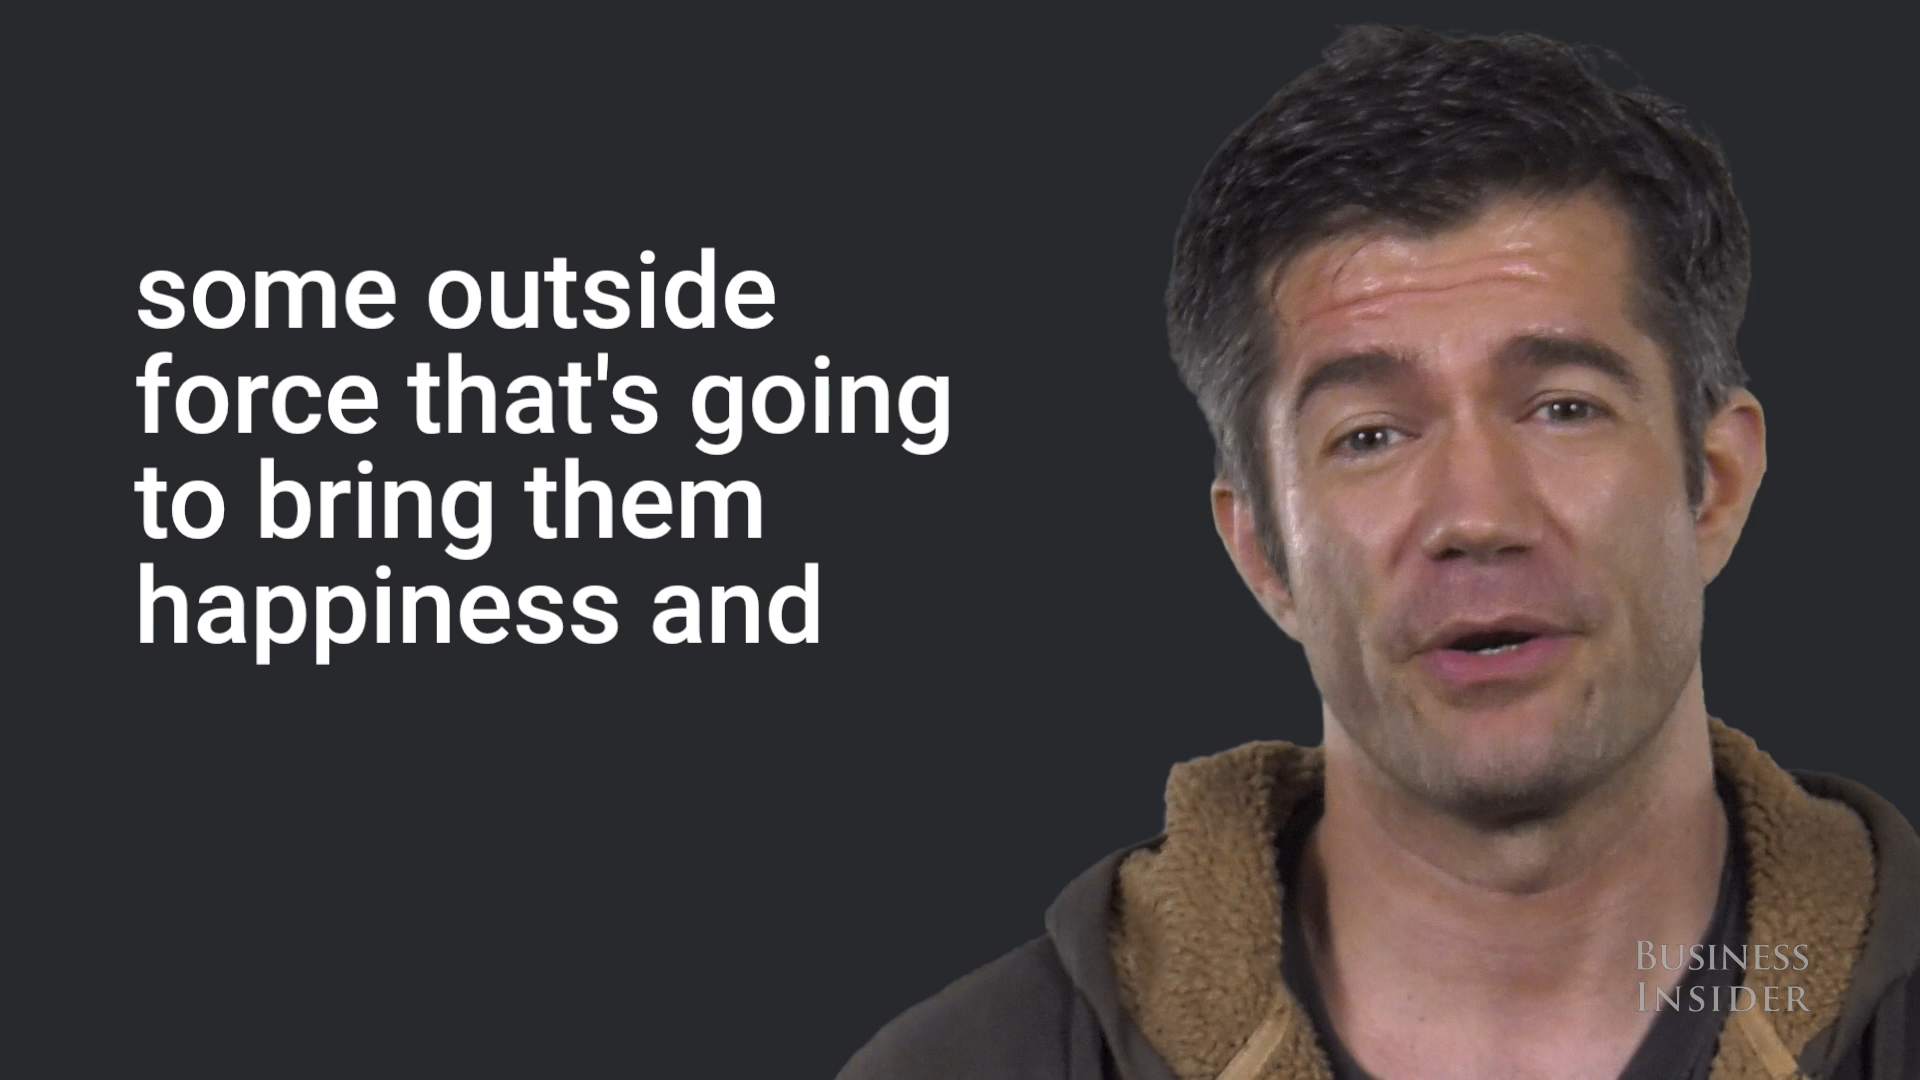 some outside
force that's going
to bring them
happiness and
BUSINESS
INSIDER